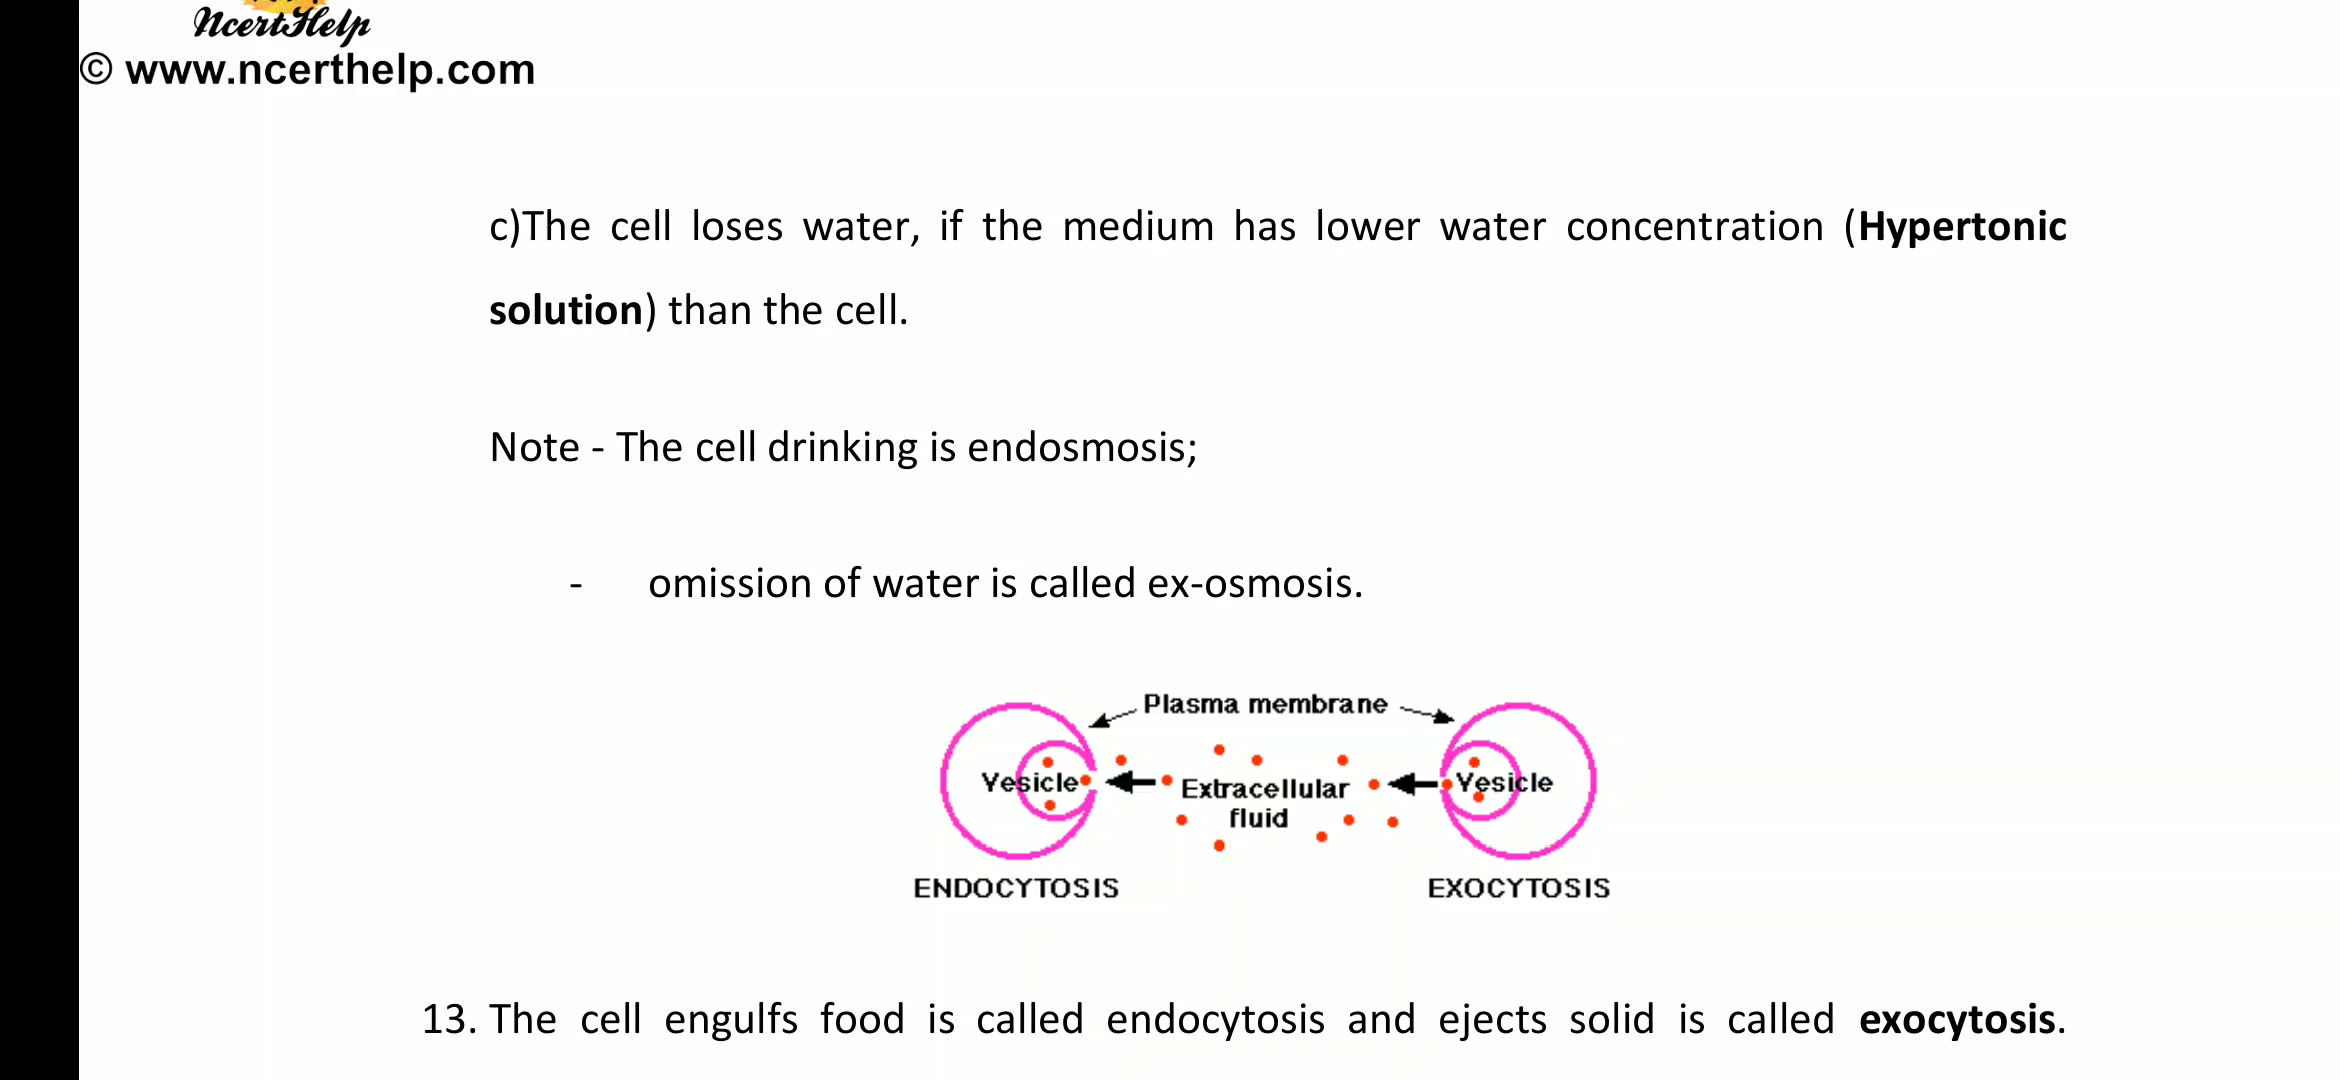 NcertHelp
© www.ncerthelp.com
c)The cell loses water, if the medium has lower water concentration (Hypertonic
solution) than the cell.
Note - The cell drinking is endosmosis;
- omission of water is called ex-osmosis.
Plasma membrane
Vesicle
Extracellular
fluid
Vesicle
ENDOCYTOSIS
EXOCYTOSIS
13. The cell engulfs food is called endocytosis and ejects solid is called exocytosis.